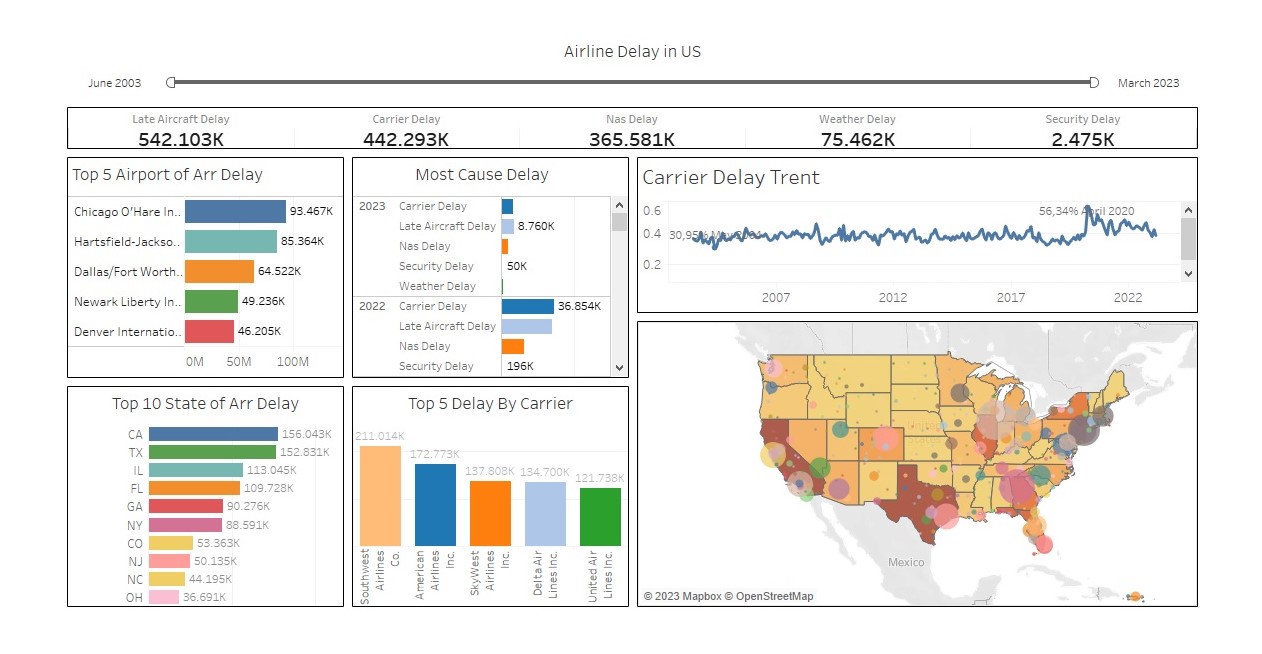 Airline Delay in US
June 2003
March 2023
Late Aircraft Delay
542.103K
Carrier Delay
442.293K
Nas Delay
365.581K
Weather Delay
75.462K
Security Delay
2.475K
Top 5 Airport of Arr Delay
Chicago O'Hare In.. 93.467K
Hartsfield-Jackso.. 85.364K
Dallas/Fort Worth.. 64.522K
Newark Liberty In.. 49.236K
Denver Internatio.. 46.205K
0M 50M 100M
Most Cause Delay
2023 Carrier Delay
Late Aircraft Delay 8.760K
Nas Delay
Security Delay 50K
Weather Delay
2022 Carrier Delay 36.854K
Late Aircraft Delay
Nas Delay
Security Delay 196K
Carrier Delay Trent
0.6
0.4
0.2
56,34% April 2020
30,95% May 2004
2007 2012 2017 2022
Top 10 State of Arr Delay
CA 156.043K
TX 152.831K
IL 113.045K
FL 109.728K
GA 90.276K
NY 88.591K
CO 53.363K
NJ 50.135K
NC 44.195K
OH 36.691K
Top 5 Delay By Carrier
211.014K
172.773K
137.808K
134.700K
121.738K
Southwest
Airlines
Co.
American
Airlines
Inc.
SkyWest
Airlines
Inc.
Delta Air
Lines Inc.
United Air
Lines Inc.
Mexico
© 2023 Mapbox © OpenStreetMap